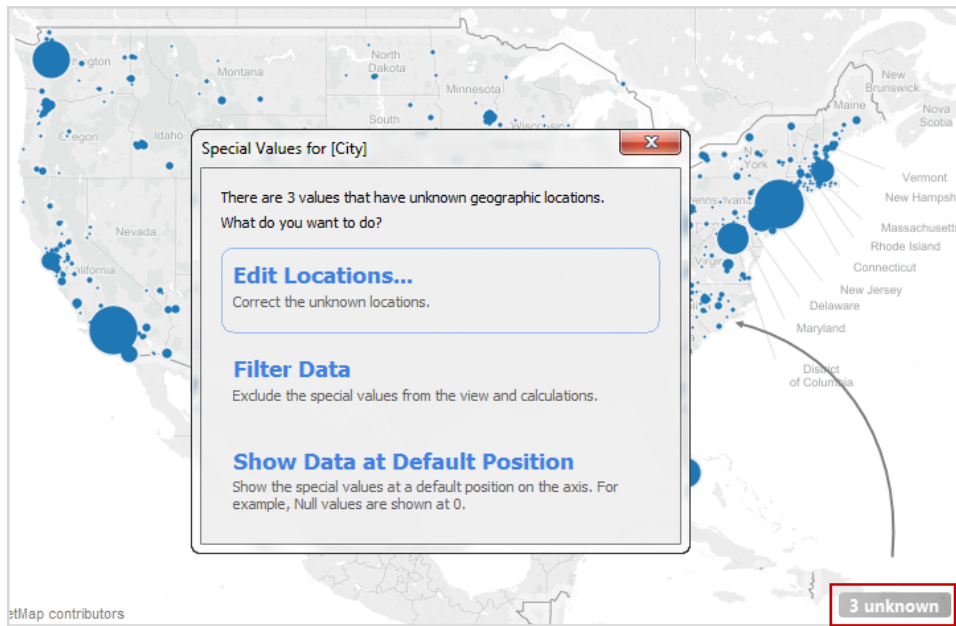 North
Dakota
Montana
Minnesota
New
Brunswick
Maine
Nova
Scotia
South
Idaho
Wisconsin
Special Values for [City]
York
There are 3 values that have unknown geographic locations.
What do you want to do?
Vermont
New Hampsh
Nevada
Massachusetts
Rhode Island
Connecticut
Edit Locations...
Correct the unknown locations.
New Jersey
Delaware
Maryland
Filter Data
Exclude the special values from the view and calculations.
District
of Columbia
Show Data at Default Position
Show the special values at a default position on the axis. For
example, Null values are shown at 0.
3 unknown
etMap contributors